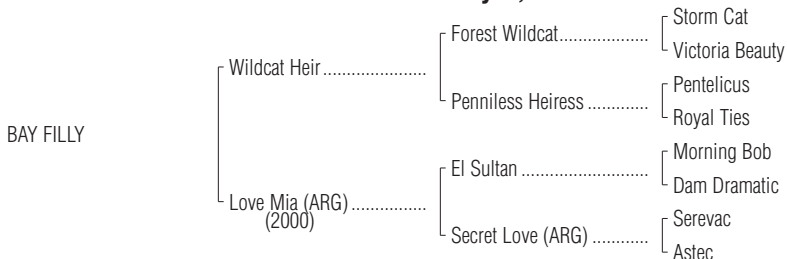 Storm Cat
Forest Wildcat....................
Victoria Beauty
Wildcat Heir.......................
Pentelicus
Penniless Heiress .............
Royal Ties
BAY FILLY
Morning Bob
El Sultan ...........................
Dam Dramatic
Love Mia (ARG) ................
(2000)
Serevac
Secret Love (ARG) ............
Astec